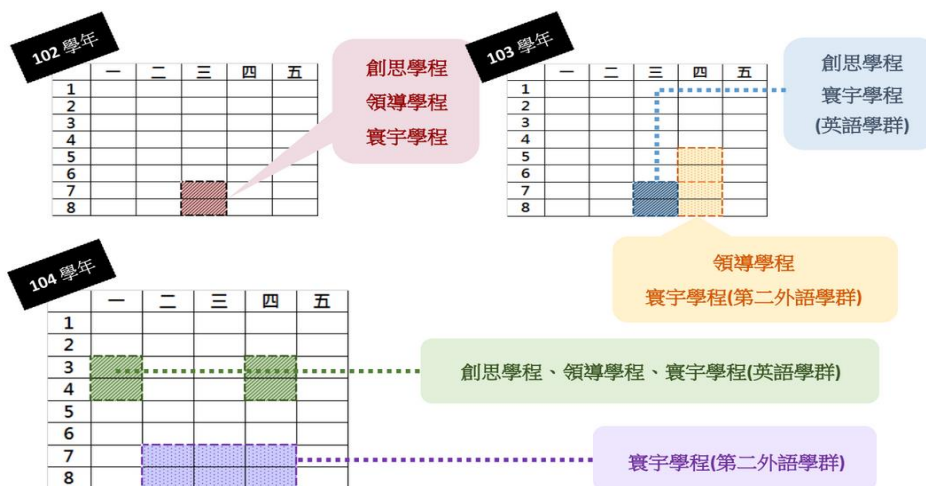 102 學年
一 二 三 四 五
1
2
3
4
5
6
7
8
創思學程
領導學程
寰宇學程
103 學年
一 二 三 四 五
1
2
3
4
5
6
7
8
創思學程
寰宇學程
(英語學群)
領導學程
寰宇學程(第二外語學群)
104 學年
一 二 三 四 五
1
2
3
4
5
6
7
8
創思學程、領導學程、寰宇學程(英語學群)
寰宇學程(第二外語學群)